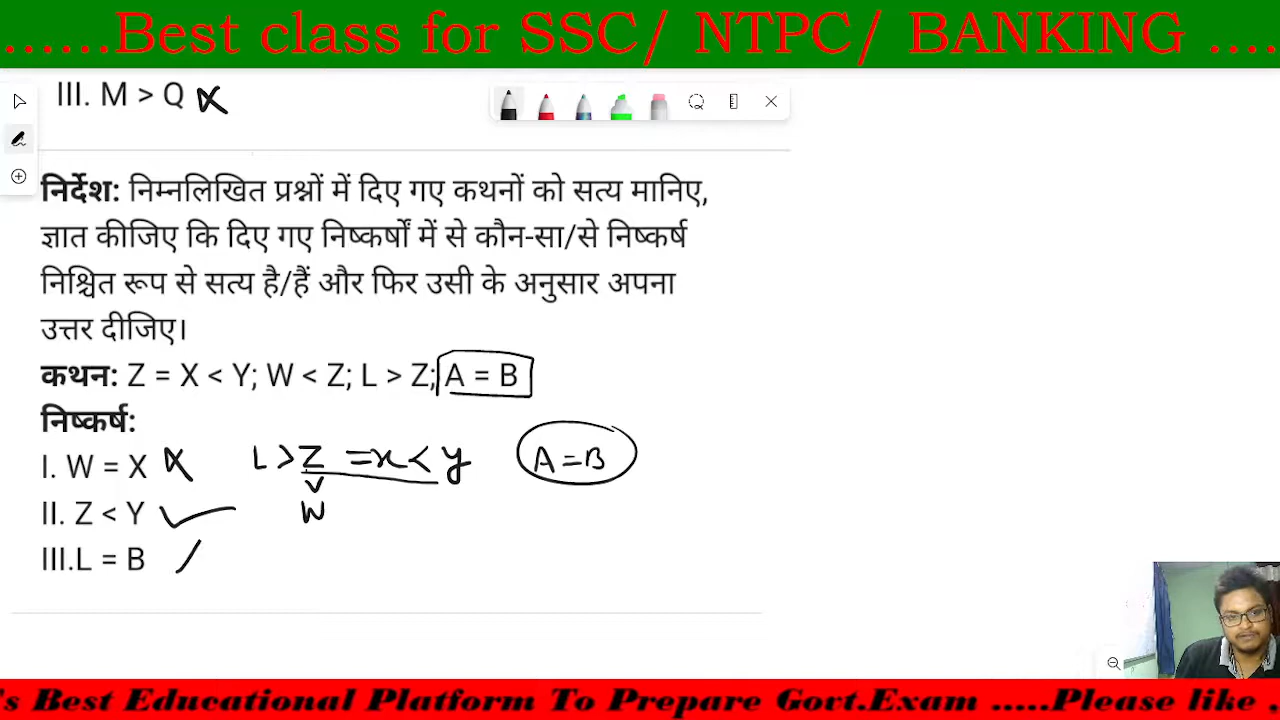 ......Best class for SSC/ NTPC/ BANKING ....
III. M > Q
निर्देश: निम्नलिखित प्रश्नों में दिए गए कथनों को सत्य मानिए,
ज्ञात कीजिए कि दिए गए निष्कर्षों में से कौन-सा/से निष्कर्ष
निश्चित रूप से सत्य है/हैं और फिर उसी के अनुसार अपना
उत्तर दीजिए।
कथन: Z = X < Y; W < Z; L > Z; A = B
निष्कर्ष:
I. W = X L > Z = x < y A = B
v
II. Z < Y W
III.L = B
's Best Educational Platform To Prepare Govt.Exam .....Please like ,